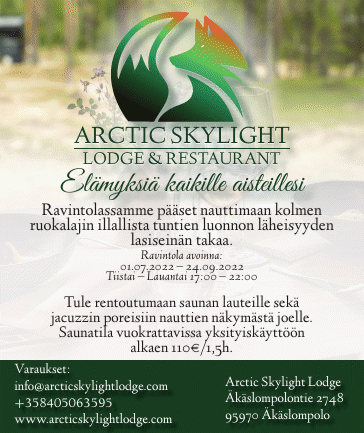 ARCTIC SKYLIGHT
LODGE & RESTAURANT
Elämyksiä kaikille aisteillesi
Ravintolassamme pääset nauttimaan kolmen
ruokalajin illallista tuntien luonnon läheisyyden
lasiseinän takaa.
Ravintola avoinna:
01.07.2022 – 24.09.2022
Tiistai – Lauantai 17:00 – 22:00
Tule rentoutumaan saunan lauteille sekä
jacuzzin poreisiin nauttien näkymästä joelle.
Saunatila vuokrattavissa yksityiskäyttöön
alkaen 110€/1,5h.
Varaukset:
info@arcticskylightlodge.com
+358405063595
www.arcticskylightlodge.com
Arctic Skylight Lodge
Äkäslompolontie 2748
95970 Äkäslompolo